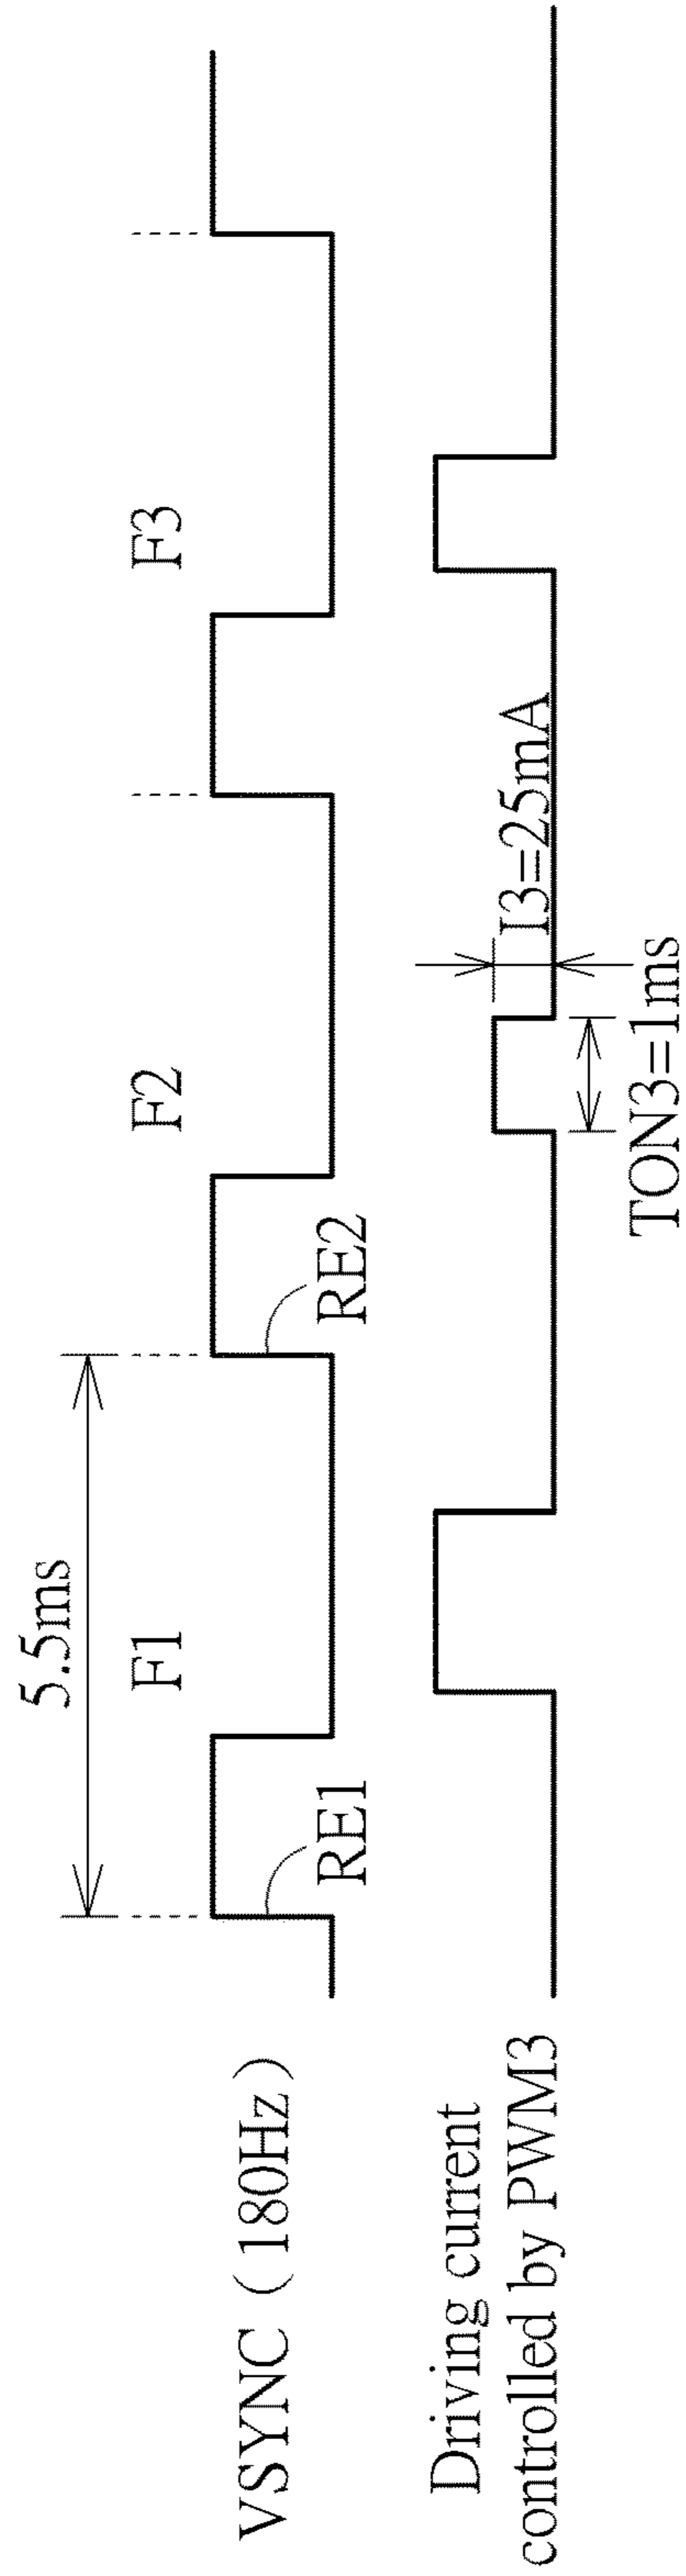 5.5ms
F1
F2
F3
VSYNC (180Hz)
RE1
RE2
Driving current
controlled by PWM3
I3=25mA
TON3=1ms